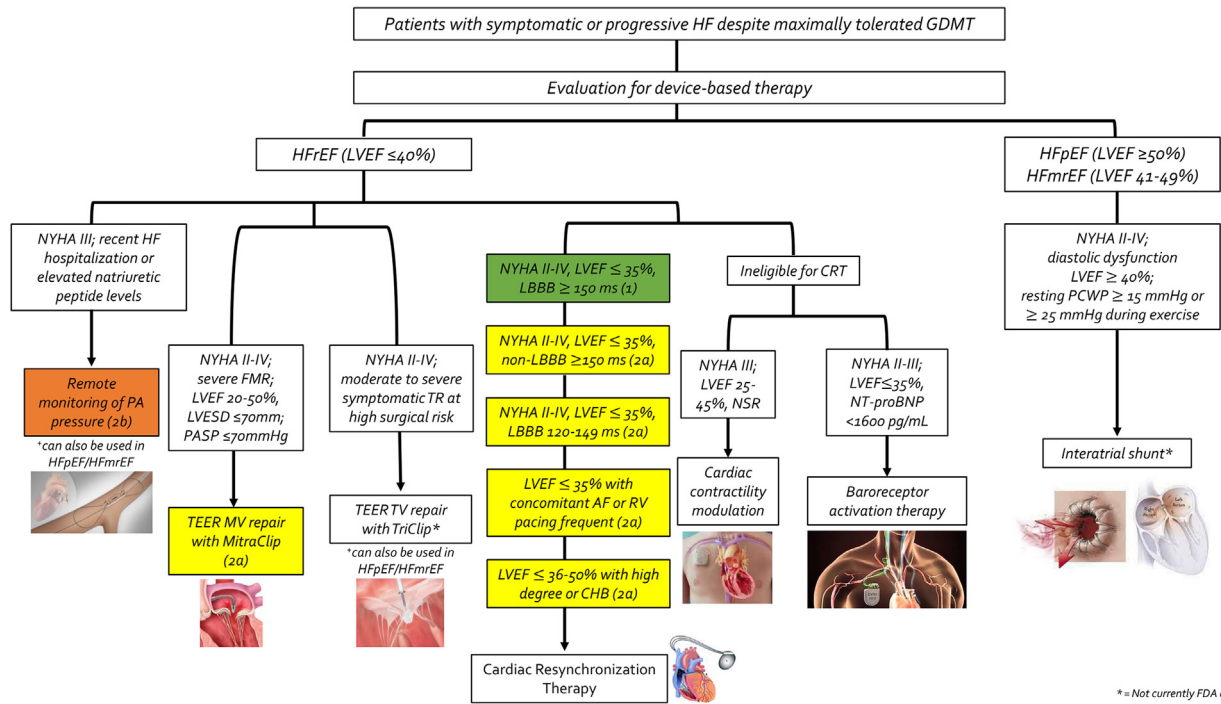 Patients with symptomatic or progressive HF despite maximally tolerated GDMT
Evaluation for device-based therapy
HFrEF (LVEF ≤40%)
HFpEF (LVEF ≥50%)
HFmrEF (LVEF 41-49%)
NYHA III; recent HF
hospitalization or
elevated natriuretic
peptide levels
Remote
monitoring of PA
pressure (2b)
+can also be used in
HFpEF/HFmrEF
NYHA II-IV;
severe FMR;
LVEF 20-50%,
LVESD ≤70mm;
PASP ≤70mmHg
TEER MV repair
with MitraClip
(2a)
NYHA II-IV;
moderate to severe
symptomatic TR at
high surgical risk
TEER TV repair
with TriClip*
+can also be used in
HFpEF/HFmrEF
NYHA II-IV, LVEF ≤ 35%,
LBBB ≥ 150 ms (1)
NYHA II-IV, LVEF ≤ 35%,
non-LBBB ≥150 ms (2a)
NYHA II-IV, LVEF ≤ 35%,
LBBB 120-149 ms (2a)
LVEF ≤ 35% with
concomitant AF or RV
pacing frequent (2a)
LVEF ≤ 36-50% with high
degree or CHB (2a)
Cardiac Resynchronization
Therapy
Ineligible for CRT
NYHA III;
LVEF 25-
45%, NSR
Cardiac
contractility
modulation
NYHA II-III;
LVEF≤35%,
NT-proBNP
<1600 pg/mL
Baroreceptor
activation therapy
NYHA II-IV;
diastolic dysfunction
LVEF ≥ 40%;
resting PCWP ≥ 15 mmHg or
≥ 25 mmHg during exercise
Interatrial shunt*
* = Not currently FDA